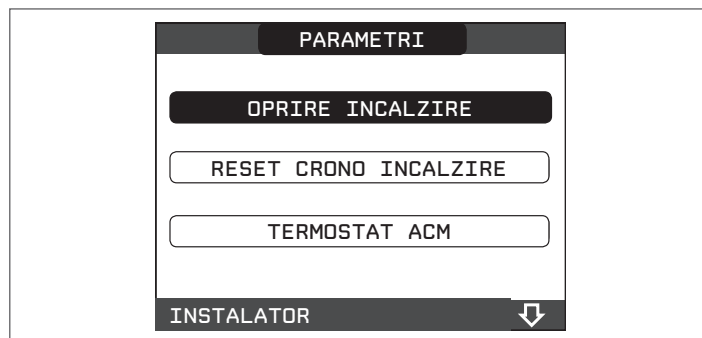 PARAMETRI
OPRIRE INCALZIRE
RESET CRONO INCALZIRE
TERMOSTAT ACM
INSTALATOR